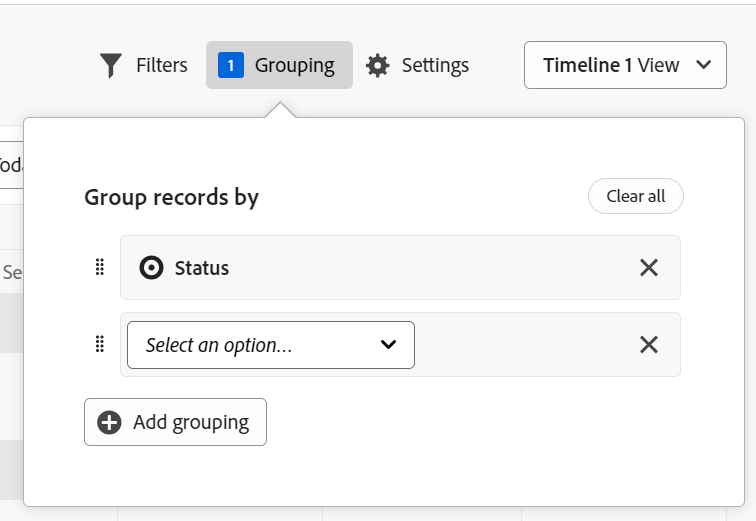 Filters
1 Grouping
Settings
Timeline 1 View
Group records by
Clear all
Status
Select an option...
Add grouping